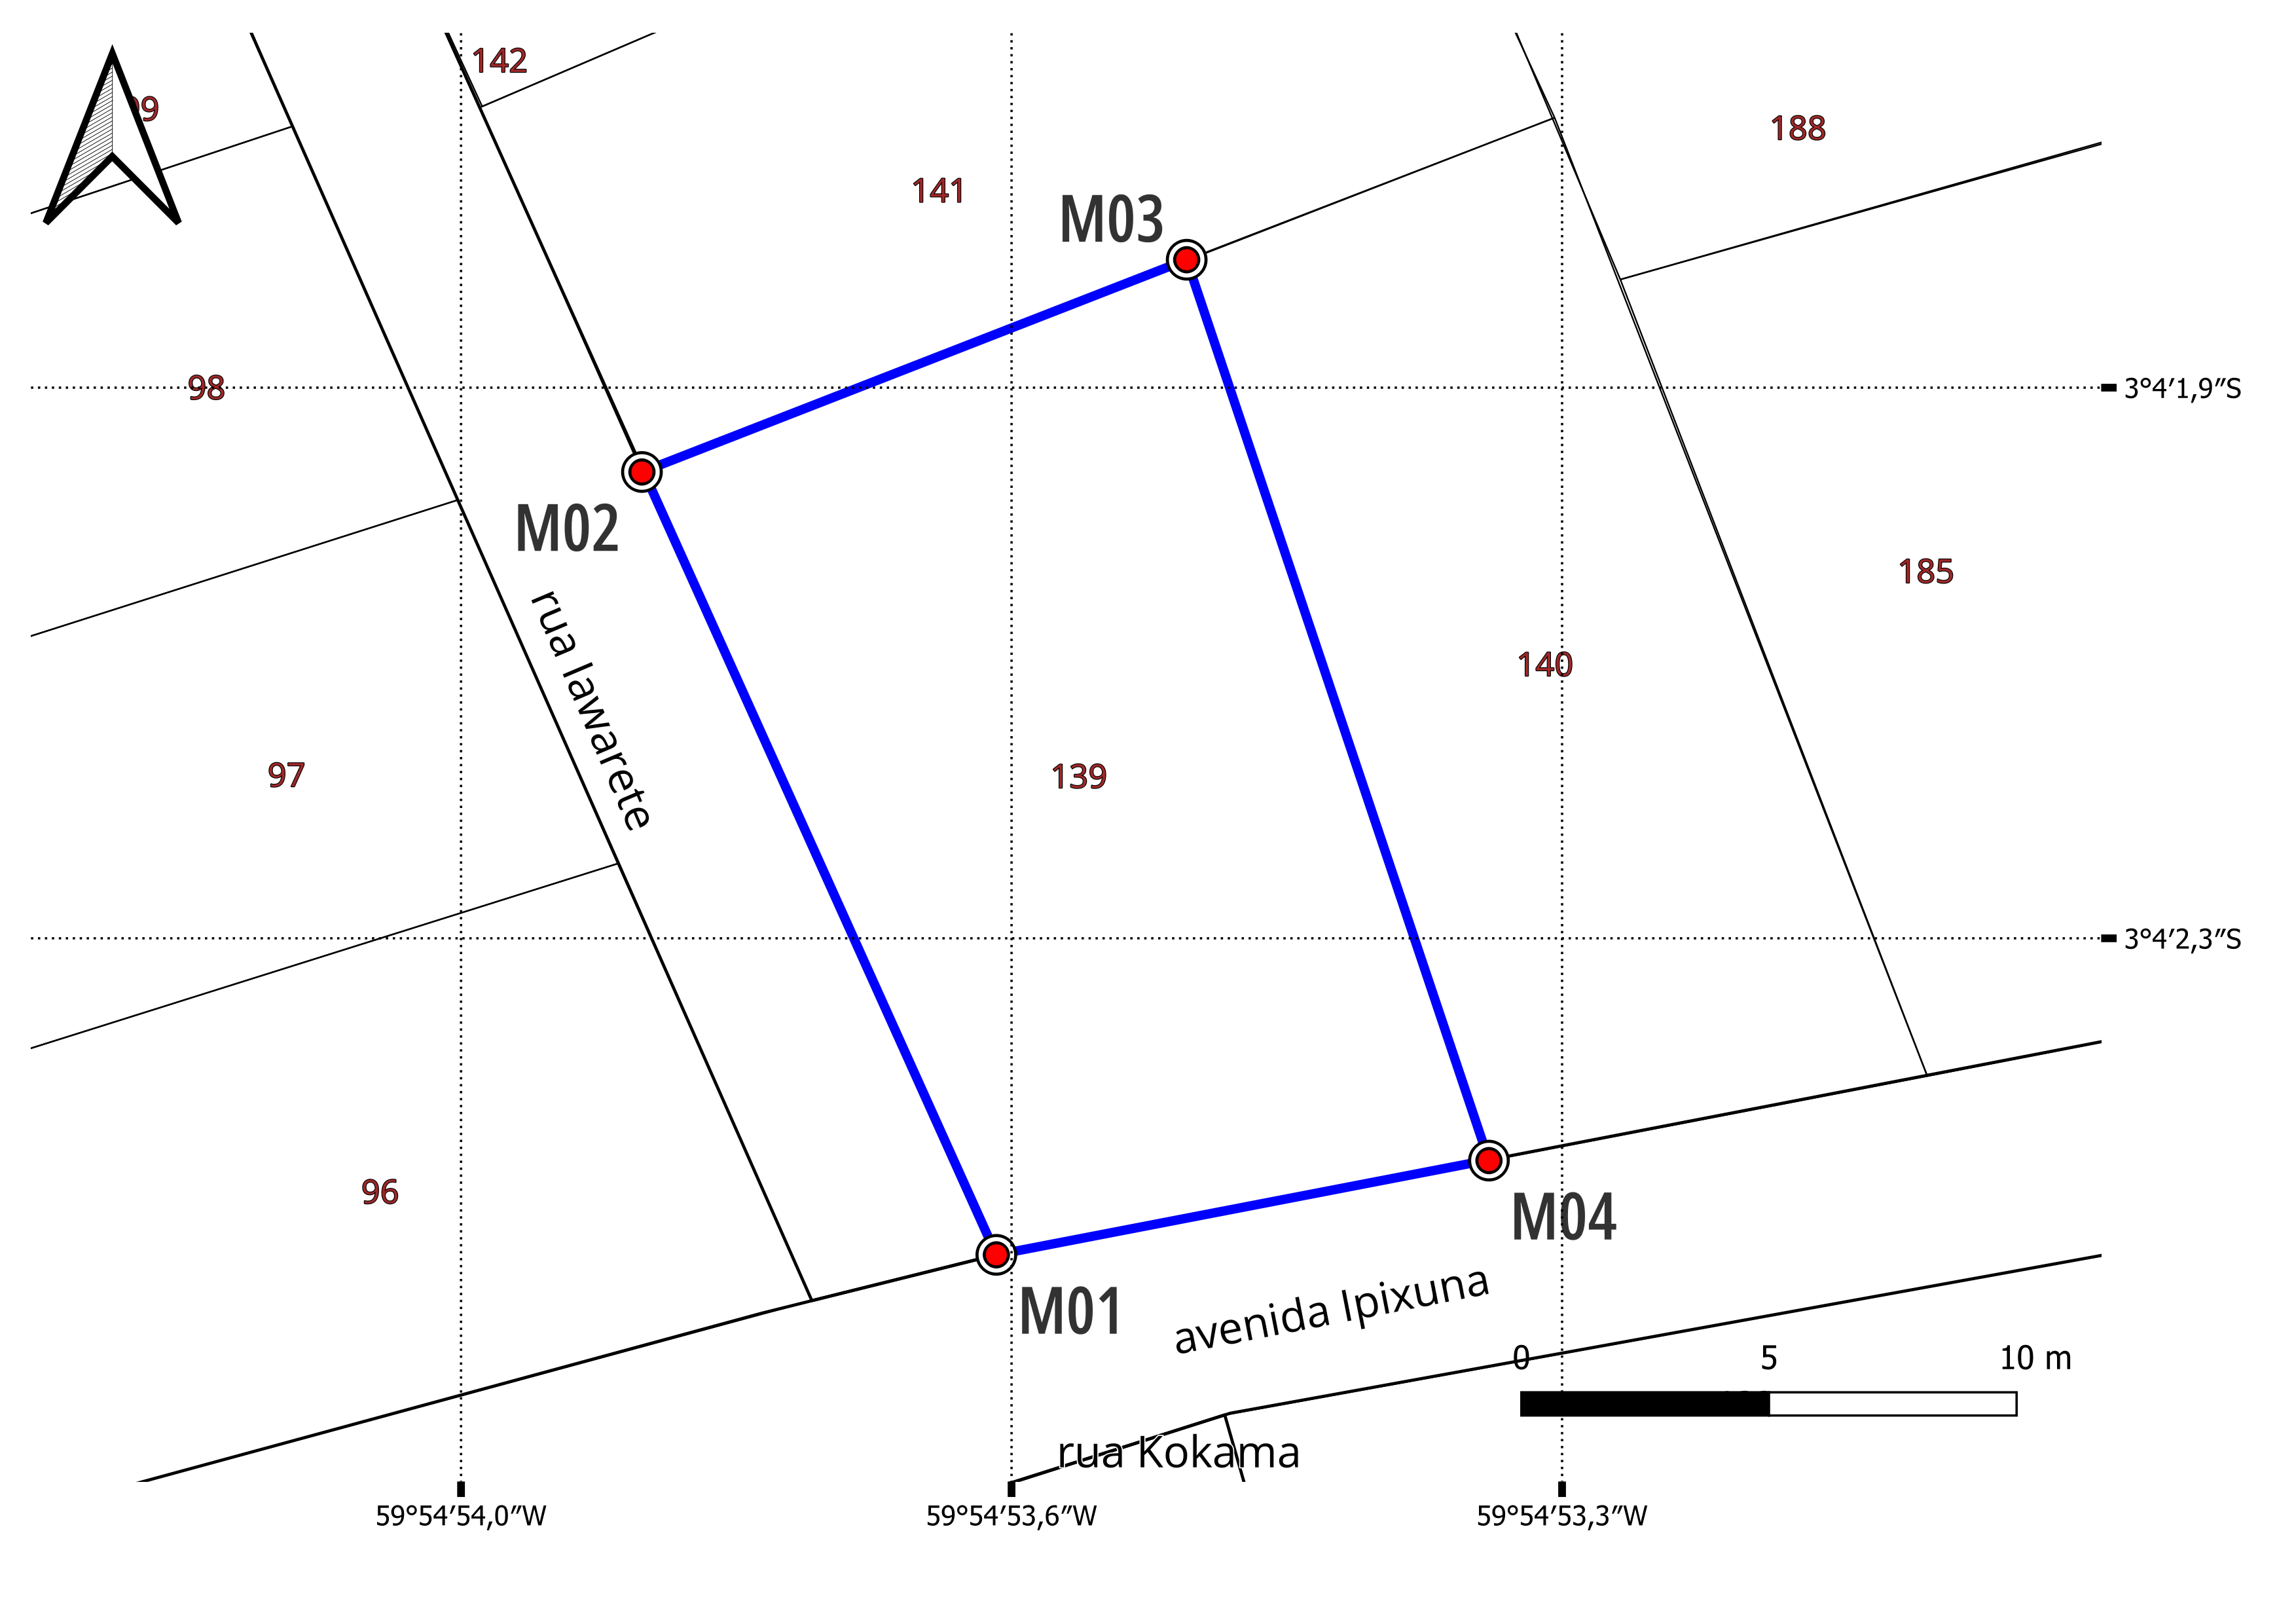 142
99
188
141
M03
98
3°4′1,9″S
M02
185
rua Iawarete
140
97
139
3°4′2,3″S
96
M04
M01
avenida Ipixuna
0 5 10 m
rua Kokama
59°54′54,0″W 59°54′53,6″W 59°54′53,3″W